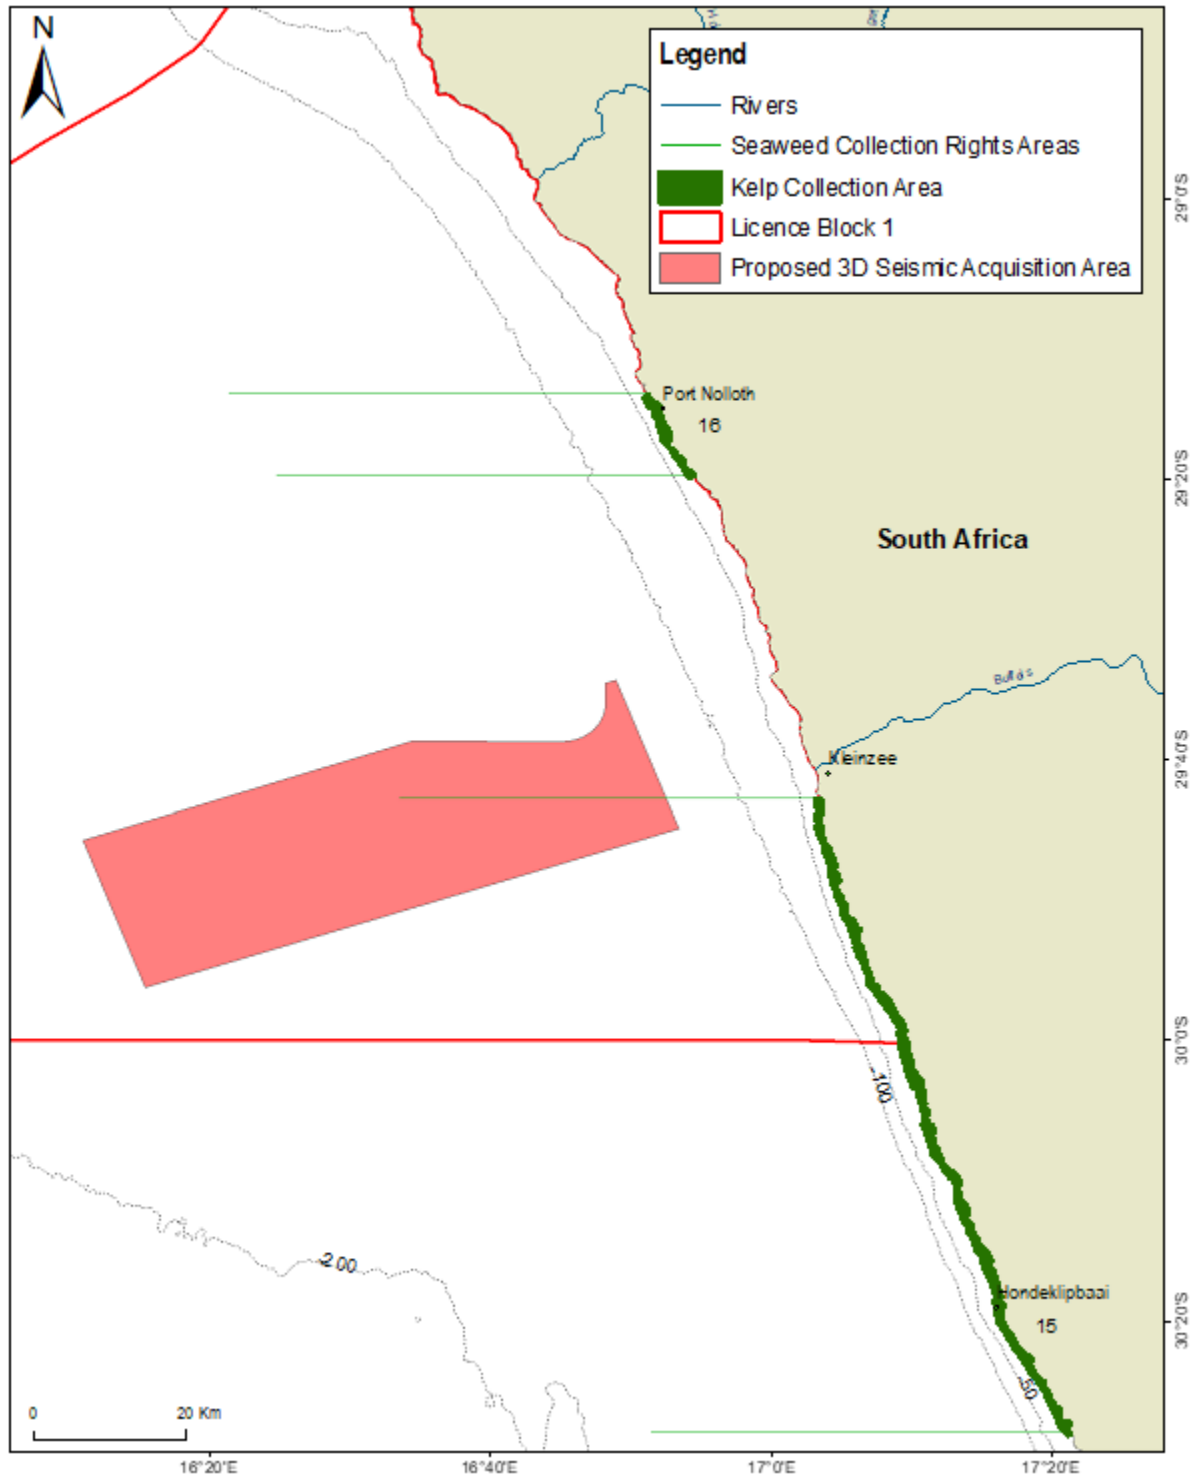 N
Legend
Rivers
Seaweed Collection Rights Areas
Kelp Collection Area
Licence Block 1
Proposed 3D Seismic Acquisition Area
29°0'S
Port Nolloth
16
29°20'S
South Africa
Buffels
29°40'S
Kleinzee
30°0'S
-100
-200
Hondeklipbaai
15
30°20'S
-50
0 20 Km
16°20'E 16°40'E 17°0'E 17°20'E